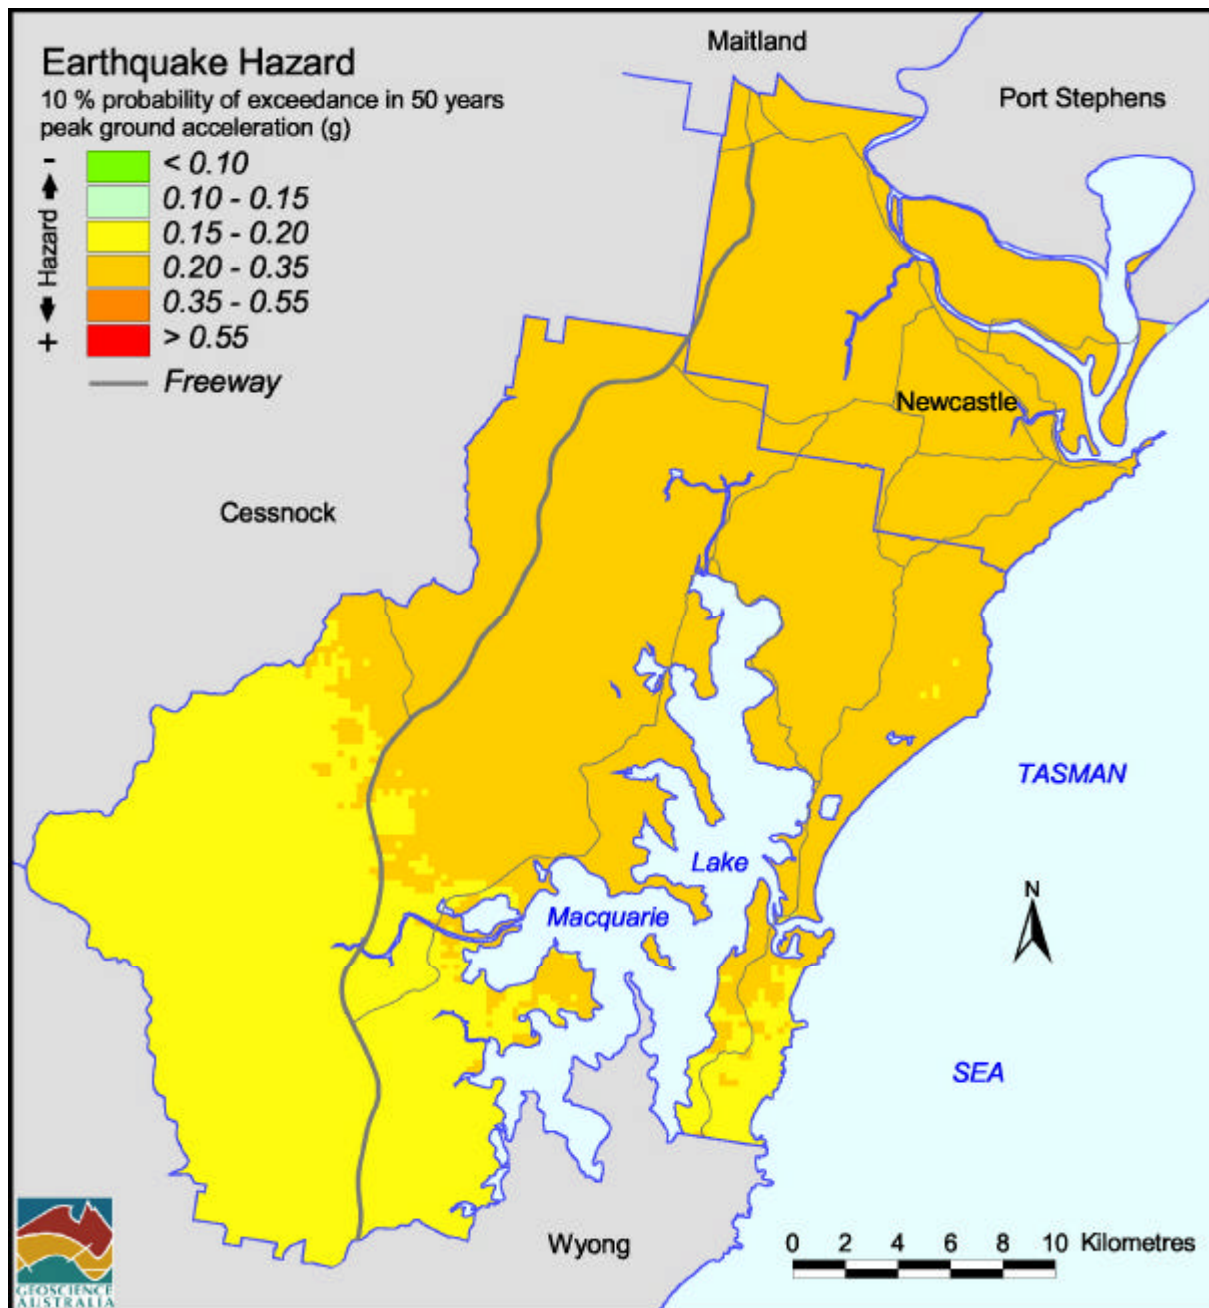 Earthquake Hazard
10 % probability of exceedance in 50 years
peak ground acceleration (g)
- Hazard +
< 0.10
0.10 - 0.15
0.15 - 0.20
0.20 - 0.35
0.35 - 0.55
> 0.55
Freeway
Maitland
Port Stephens
Newcastle
Cessnock
TASMAN
Lake
Macquarie
N
SEA
Wyong
0 2 4 6 8 10 Kilometres
GEOSCIENCE
AUSTRALIA